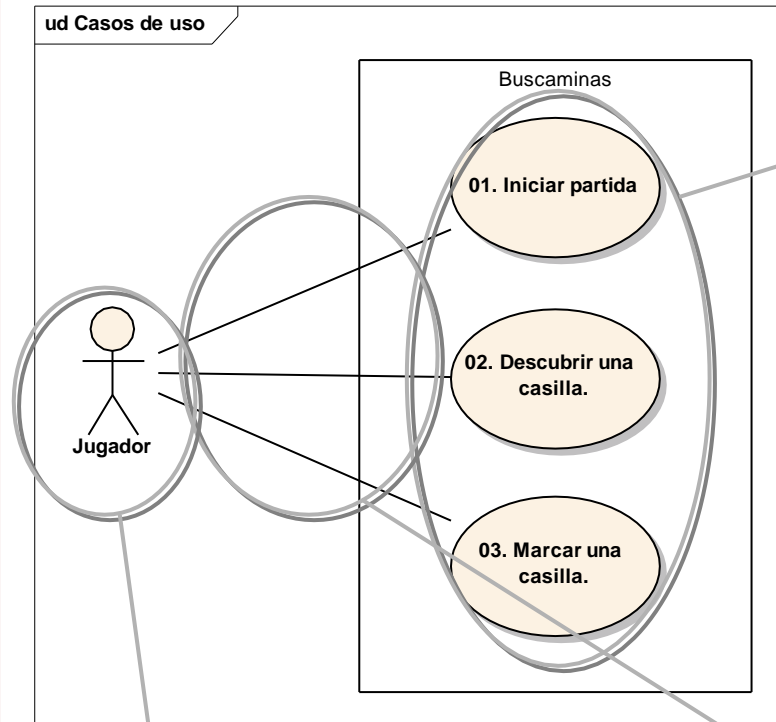 ud Casos de uso
Buscaminas
01. Iniciar partida
02. Descubrir una
casilla.
Jugador
03. Marcar una
casilla.